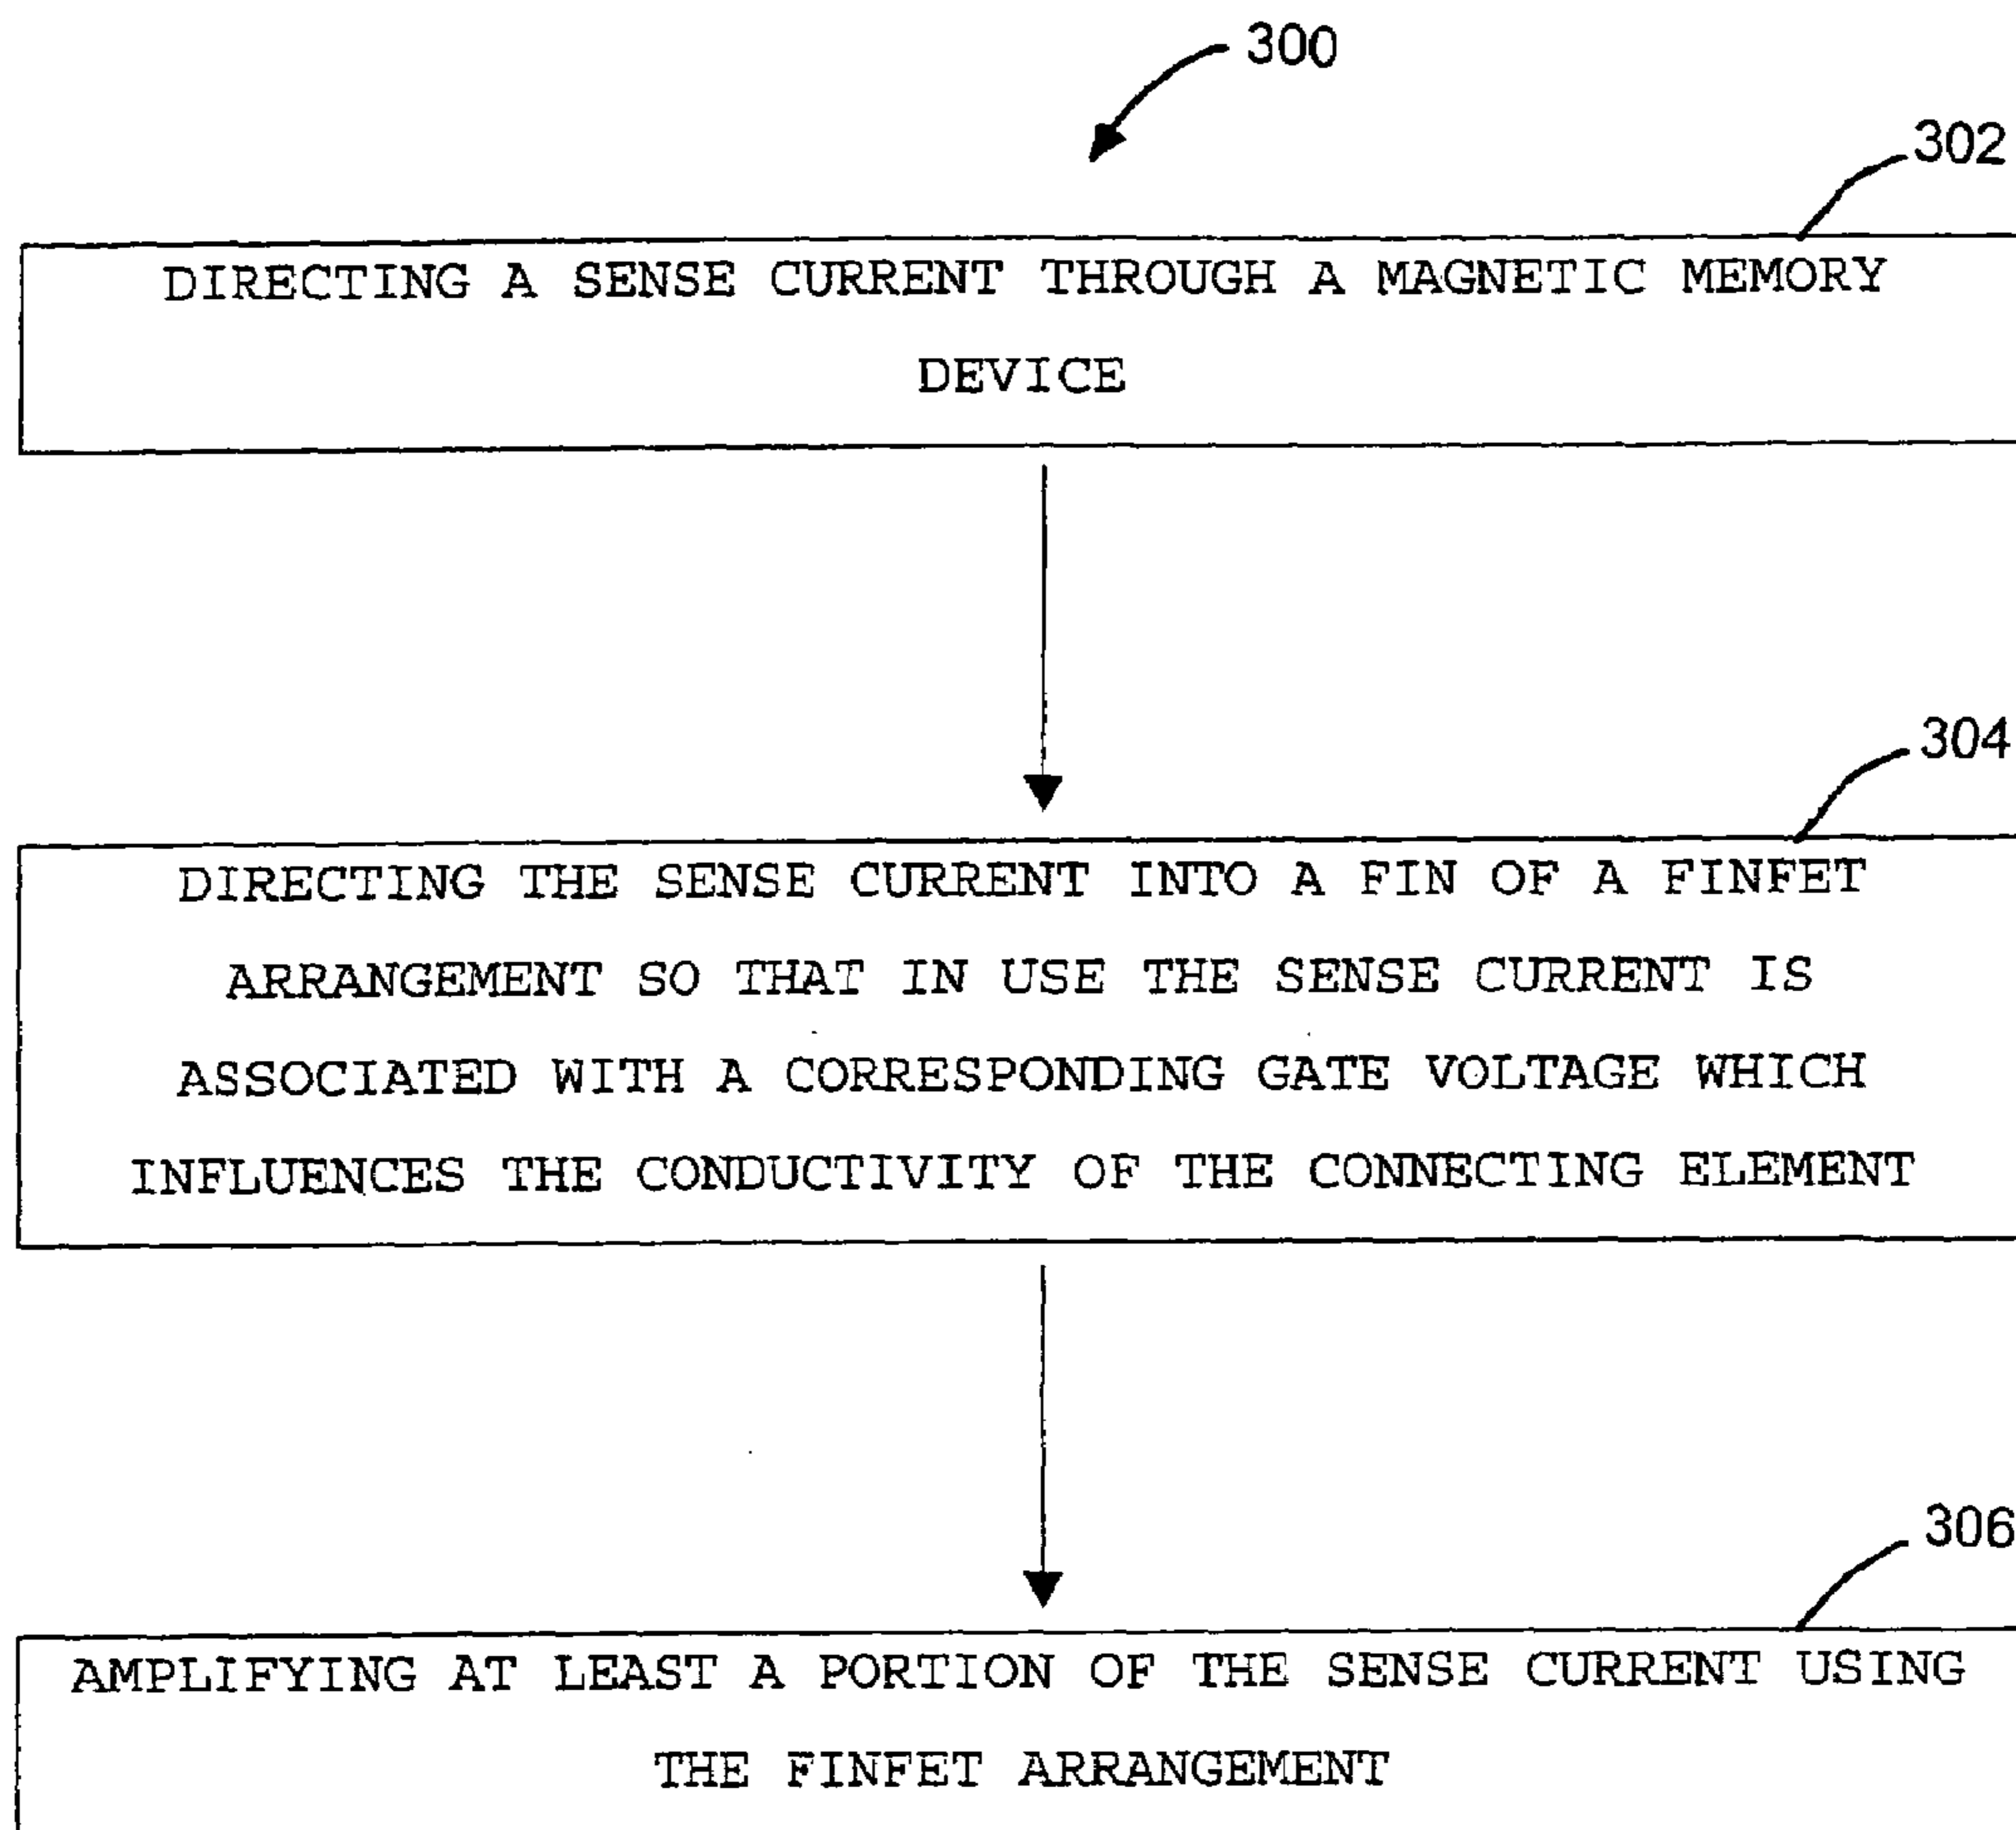 300
302
DIRECTING A SENSE CURRENT THROUGH A MAGNETIC MEMORY
DEVICE
304
DIRECTING THE SENSE CURRENT INTO A FIN OF A FINFET
ARRANGEMENT SO THAT IN USE THE SENSE CURRENT IS
ASSOCIATED WITH A CORRESPONDING GATE VOLTAGE WHICH
INFLUENCES THE CONDUCTIVITY OF THE CONNECTING ELEMENT
306
AMPLIFYING AT LEAST A PORTION OF THE SENSE CURRENT USING
THE FINFET ARRANGEMENT